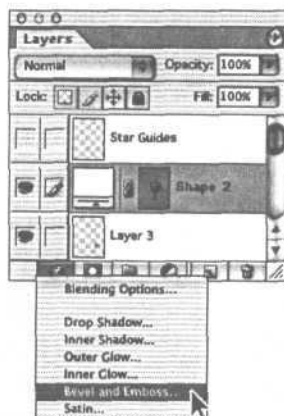 Layers
Normal Opacity: 100%
Lock: Fill: 100%
Star Guides
Shape 2
Layer 3
Blending Options...
Drop Shadow...
Inner Shadow...
Outer Glow...
Inner Glow...
Bevel and Emboss...
Satin...